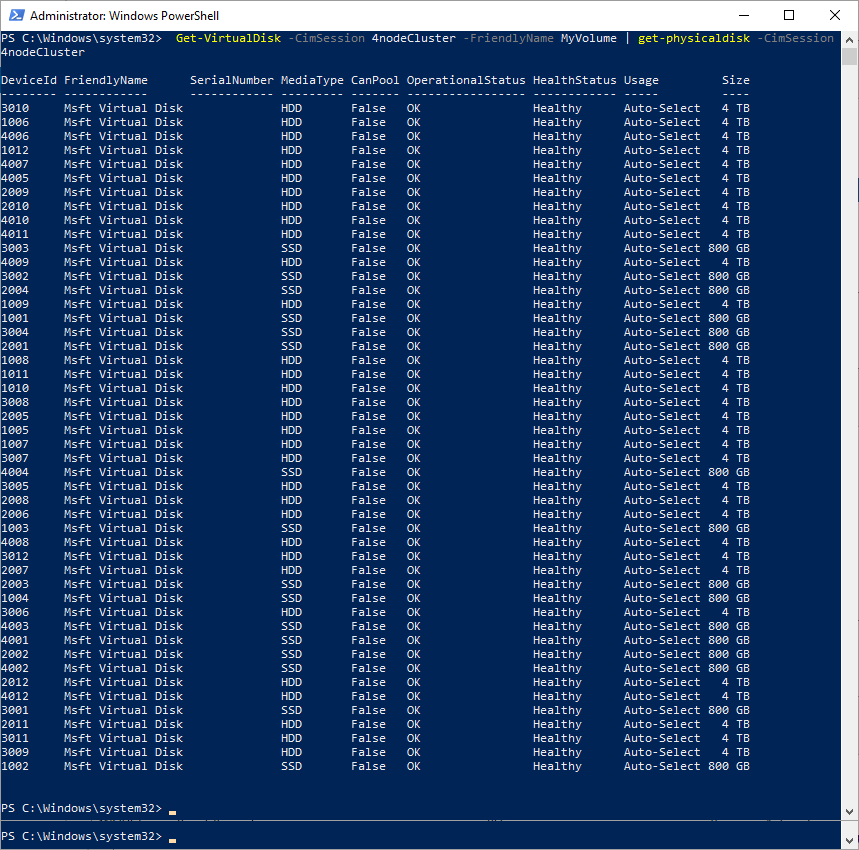 Administrator: Windows PowerShell
PS C:\Windows\system32> Get-VirtualDisk -CimSession 4nodeCluster -FriendlyName MyVolume | get-physicaldisk -CimSession
4nodeCluster
DeviceId FriendlyName SerialNumber MediaType CanPool OperationalStatus HealthStatus Usage Size
-------- ------------ ------------ --------- ------- ----------------- ------------ ----- ----
3010 Msft Virtual Disk HDD False OK Healthy Auto-Select 4 TB
1006 Msft Virtual Disk HDD False OK Healthy Auto-Select 4 TB
4006 Msft Virtual Disk HDD False OK Healthy Auto-Select 4 TB
1012 Msft Virtual Disk HDD False OK Healthy Auto-Select 4 TB
4007 Msft Virtual Disk HDD False OK Healthy Auto-Select 4 TB
4005 Msft Virtual Disk HDD False OK Healthy Auto-Select 4 TB
2009 Msft Virtual Disk HDD False OK Healthy Auto-Select 4 TB
2010 Msft Virtual Disk HDD False OK Healthy Auto-Select 4 TB
4010 Msft Virtual Disk HDD False OK Healthy Auto-Select 4 TB
4011 Msft Virtual Disk HDD False OK Healthy Auto-Select 4 TB
3003 Msft Virtual Disk SSD False OK Healthy Auto-Select 800 GB
4009 Msft Virtual Disk HDD False OK Healthy Auto-Select 4 TB
3002 Msft Virtual Disk SSD False OK Healthy Auto-Select 800 GB
2004 Msft Virtual Disk SSD False OK Healthy Auto-Select 800 GB
1009 Msft Virtual Disk HDD False OK Healthy Auto-Select 4 TB
1001 Msft Virtual Disk SSD False OK Healthy Auto-Select 800 GB
3004 Msft Virtual Disk SSD False OK Healthy Auto-Select 800 GB
2001 Msft Virtual Disk SSD False OK Healthy Auto-Select 800 GB
1008 Msft Virtual Disk HDD False OK Healthy Auto-Select 4 TB
1011 Msft Virtual Disk HDD False OK Healthy Auto-Select 4 TB
1010 Msft Virtual Disk HDD False OK Healthy Auto-Select 4 TB
3008 Msft Virtual Disk HDD False OK Healthy Auto-Select 4 TB
2005 Msft Virtual Disk HDD False OK Healthy Auto-Select 4 TB
1005 Msft Virtual Disk HDD False OK Healthy Auto-Select 4 TB
1007 Msft Virtual Disk HDD False OK Healthy Auto-Select 4 TB
3007 Msft Virtual Disk HDD False OK Healthy Auto-Select 4 TB
4004 Msft Virtual Disk SSD False OK Healthy Auto-Select 800 GB
3005 Msft Virtual Disk HDD False OK Healthy Auto-Select 4 TB
2008 Msft Virtual Disk HDD False OK Healthy Auto-Select 4 TB
2006 Msft Virtual Disk HDD False OK Healthy Auto-Select 4 TB
1003 Msft Virtual Disk SSD False OK Healthy Auto-Select 800 GB
4008 Msft Virtual Disk HDD False OK Healthy Auto-Select 4 TB
3012 Msft Virtual Disk HDD False OK Healthy Auto-Select 4 TB
2007 Msft Virtual Disk HDD False OK Healthy Auto-Select 4 TB
2003 Msft Virtual Disk SSD False OK Healthy Auto-Select 800 GB
1004 Msft Virtual Disk SSD False OK Healthy Auto-Select 800 GB
3006 Msft Virtual Disk HDD False OK Healthy Auto-Select 4 TB
4003 Msft Virtual Disk SSD False OK Healthy Auto-Select 800 GB
4001 Msft Virtual Disk SSD False OK Healthy Auto-Select 800 GB
2002 Msft Virtual Disk SSD False OK Healthy Auto-Select 800 GB
4002 Msft Virtual Disk SSD False OK Healthy Auto-Select 800 GB
2012 Msft Virtual Disk HDD False OK Healthy Auto-Select 4 TB
4012 Msft Virtual Disk HDD False OK Healthy Auto-Select 4 TB
3001 Msft Virtual Disk SSD False OK Healthy Auto-Select 800 GB
2011 Msft Virtual Disk HDD False OK Healthy Auto-Select 4 TB
3011 Msft Virtual Disk HDD False OK Healthy Auto-Select 4 TB
3009 Msft Virtual Disk HDD False OK Healthy Auto-Select 4 TB
1002 Msft Virtual Disk SSD False OK Healthy Auto-Select 800 GB
PS C:\Windows\system32>
PS C:\Windows\system32>